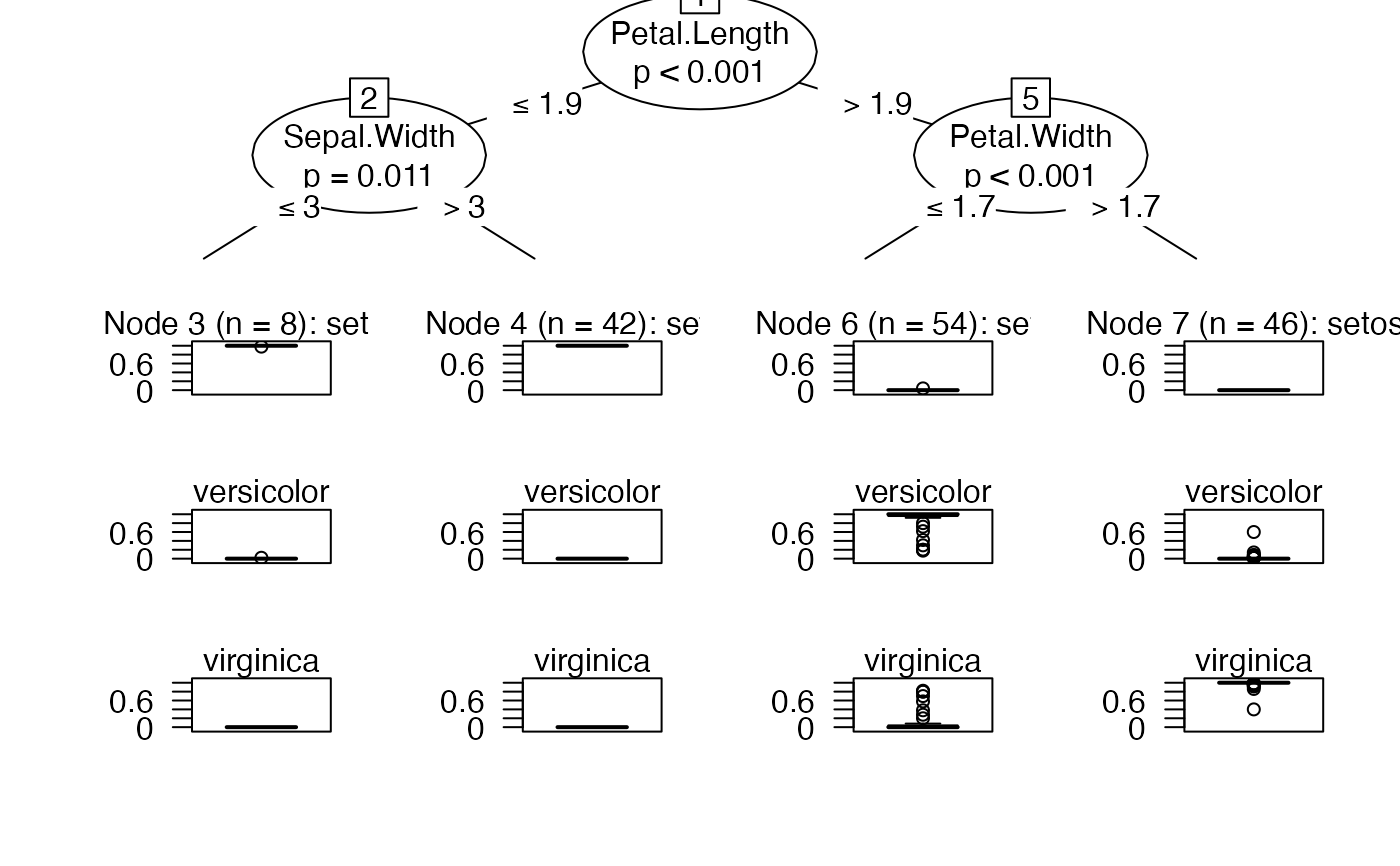 1
Petal.Length
p < 0.001
≤ 1.9
> 1.9
2
Sepal.Width
p = 0.011
5
Petal.Width
p < 0.001
≤ 3
> 3
≤ 1.7
> 1.7
Node 3 (n = 8): set
Node 4 (n = 42): se
Node 6 (n = 54): se
Node 7 (n = 46): setos
0.6
0
0.6
0
0.6
0
0.6
0
versicolor
versicolor
versicolor
versicolor
0.6
0
0.6
0
0.6
0
0.6
0
virginica
virginica
virginica
virginica
0.6
0
0.6
0
0.6
0
0.6
0